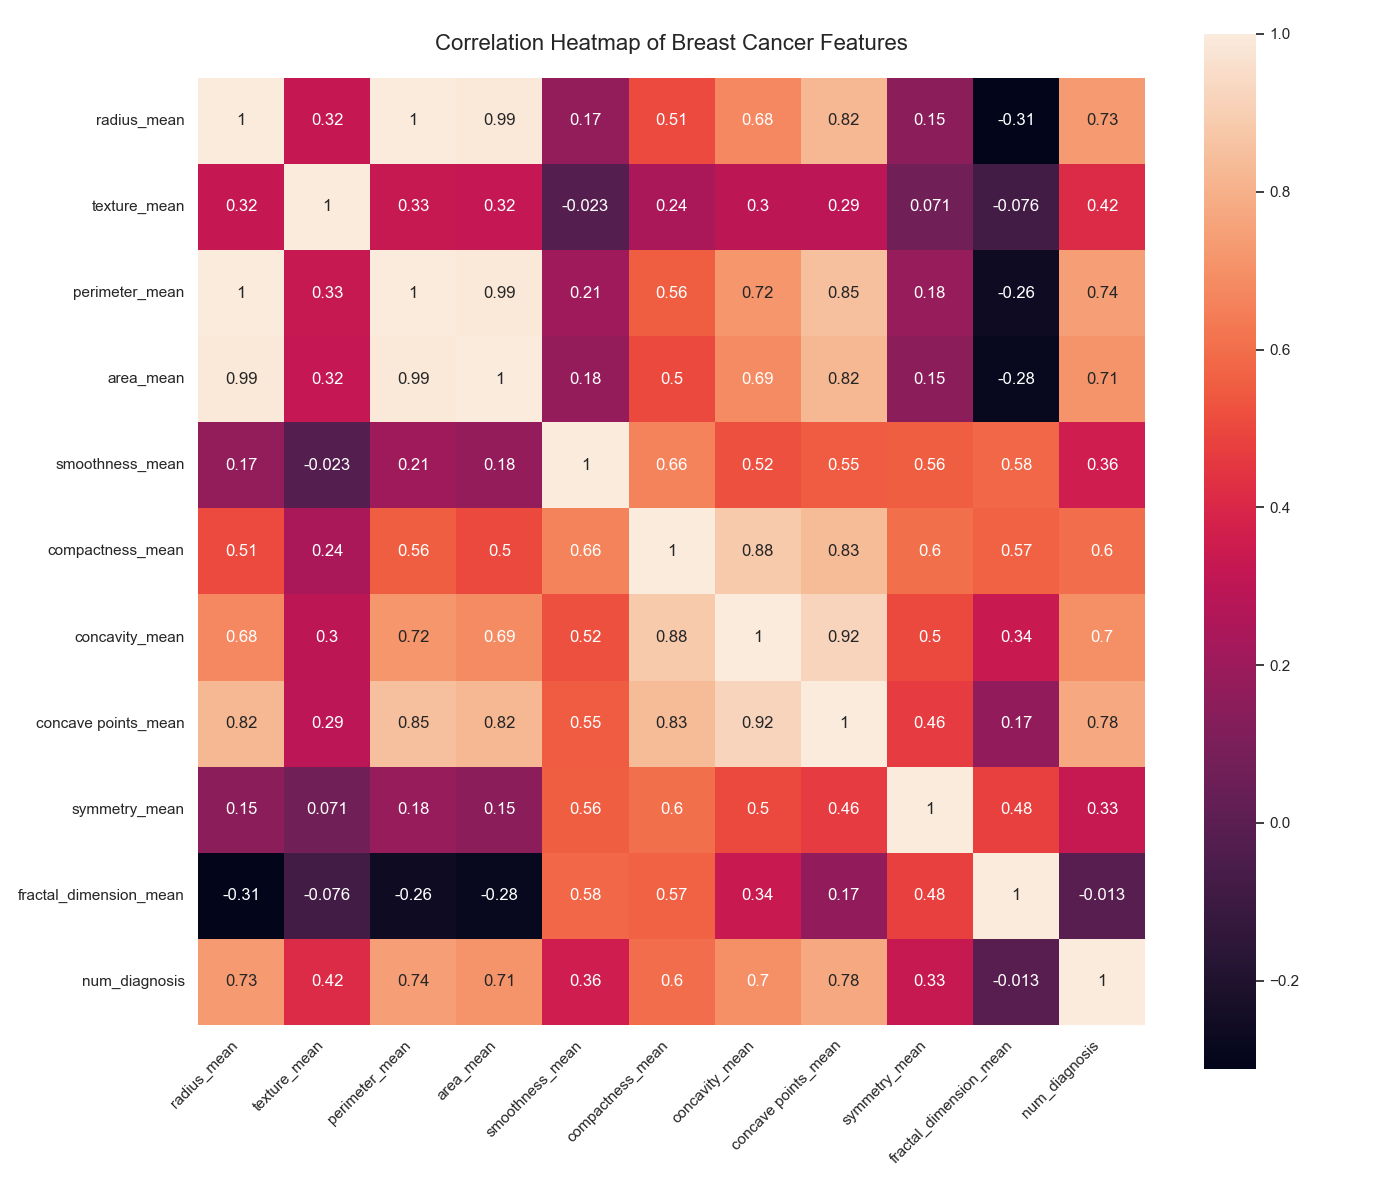 Correlation Heatmap of Breast Cancer Features
radius_mean 1 0.32 1 0.99 0.17 0.51 0.68 0.82 0.15 -0.31 0.73
texture_mean 0.32 1 0.33 0.32 -0.023 0.24 0.3 0.29 0.071 -0.076 0.42
perimeter_mean 1 0.33 1 0.99 0.21 0.56 0.72 0.85 0.18 -0.26 0.74
area_mean 0.99 0.32 0.99 1 0.18 0.5 0.69 0.82 0.15 -0.28 0.71
smoothness_mean 0.17 -0.023 0.21 0.18 1 0.66 0.52 0.55 0.56 0.58 0.36
compactness_mean 0.51 0.24 0.56 0.5 0.66 1 0.88 0.83 0.6 0.57 0.6
concavity_mean 0.68 0.3 0.72 0.69 0.52 0.88 1 0.92 0.5 0.34 0.7
concave points_mean 0.82 0.29 0.85 0.82 0.55 0.83 0.92 1 0.46 0.17 0.78
symmetry_mean 0.15 0.071 0.18 0.15 0.56 0.6 0.5 0.46 1 0.48 0.33
fractal_dimension_mean -0.31 -0.076 -0.26 -0.28 0.58 0.57 0.34 0.17 0.48 1 -0.013
num_diagnosis 0.73 0.42 0.74 0.71 0.36 0.6 0.7 0.78 0.33 -0.013 1
radius_mean
texture_mean
perimeter_mean
area_mean
smoothness_mean
compactness_mean
concavity_mean
concave points_mean
symmetry_mean
fractal_dimension_mean
num_diagnosis
1.0
0.8
0.6
0.4
0.2
0.0
−0.2